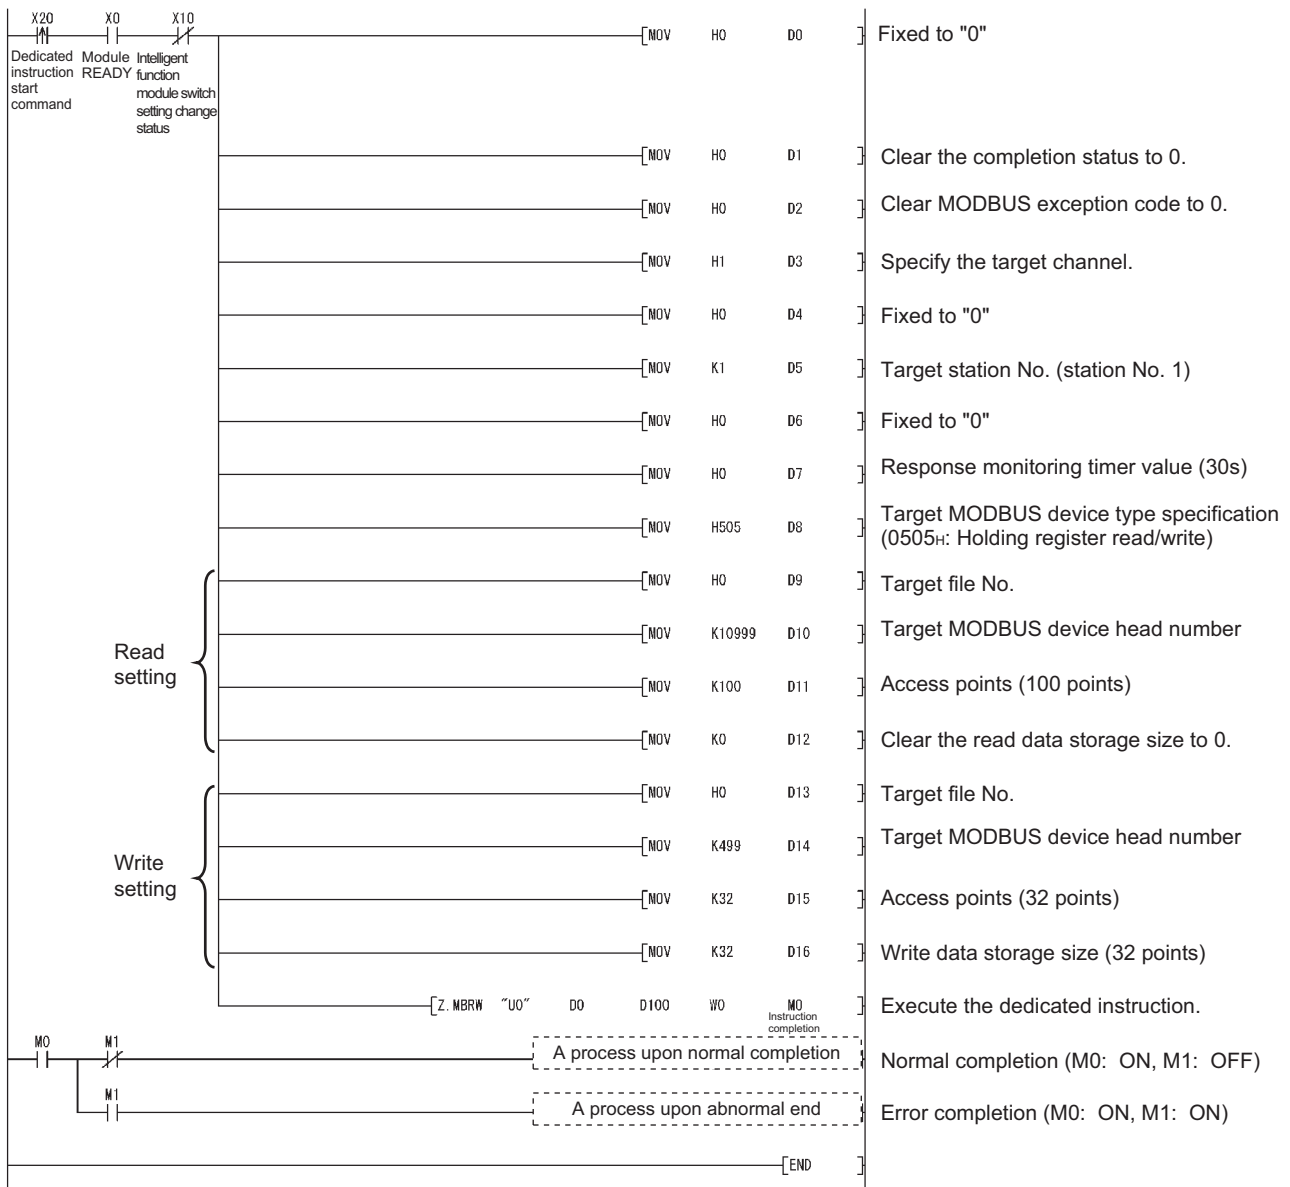 X20 X0 X10
MOV H0 D0 Fixed to "0"
Dedicated instruction start command
Module READY
Intelligent function module switch setting change status
MOV H0 D1 Clear the completion status to 0.
MOV H0 D2 Clear MODBUS exception code to 0.
MOV H1 D3 Specify the target channel.
MOV H0 D4 Fixed to "0"
MOV K1 D5 Target station No. (station No. 1)
MOV H0 D6 Fixed to "0"
MOV H0 D7 Response monitoring timer value (30s)
MOV H505 D8 Target MODBUS device type specification
(0505H: Holding register read/write)
Read
setting
MOV H0 D9 Target file No.
MOV K10999 D10 Target MODBUS device head number
MOV K100 D11 Access points (100 points)
MOV K0 D12 Clear the read data storage size to 0.
Write
setting
MOV H0 D13 Target file No.
MOV K499 D14 Target MODBUS device head number
MOV K32 D15 Access points (32 points)
MOV K32 D16 Write data storage size (32 points)
Z.MBRW "U0" D0 D100 W0 M0 Execute the dedicated instruction.
Instruction
completion
M0 M1
A process upon normal completion Normal completion (M0: ON, M1: OFF)
M1
A process upon abnormal end Error completion (M0: ON, M1: ON)
END